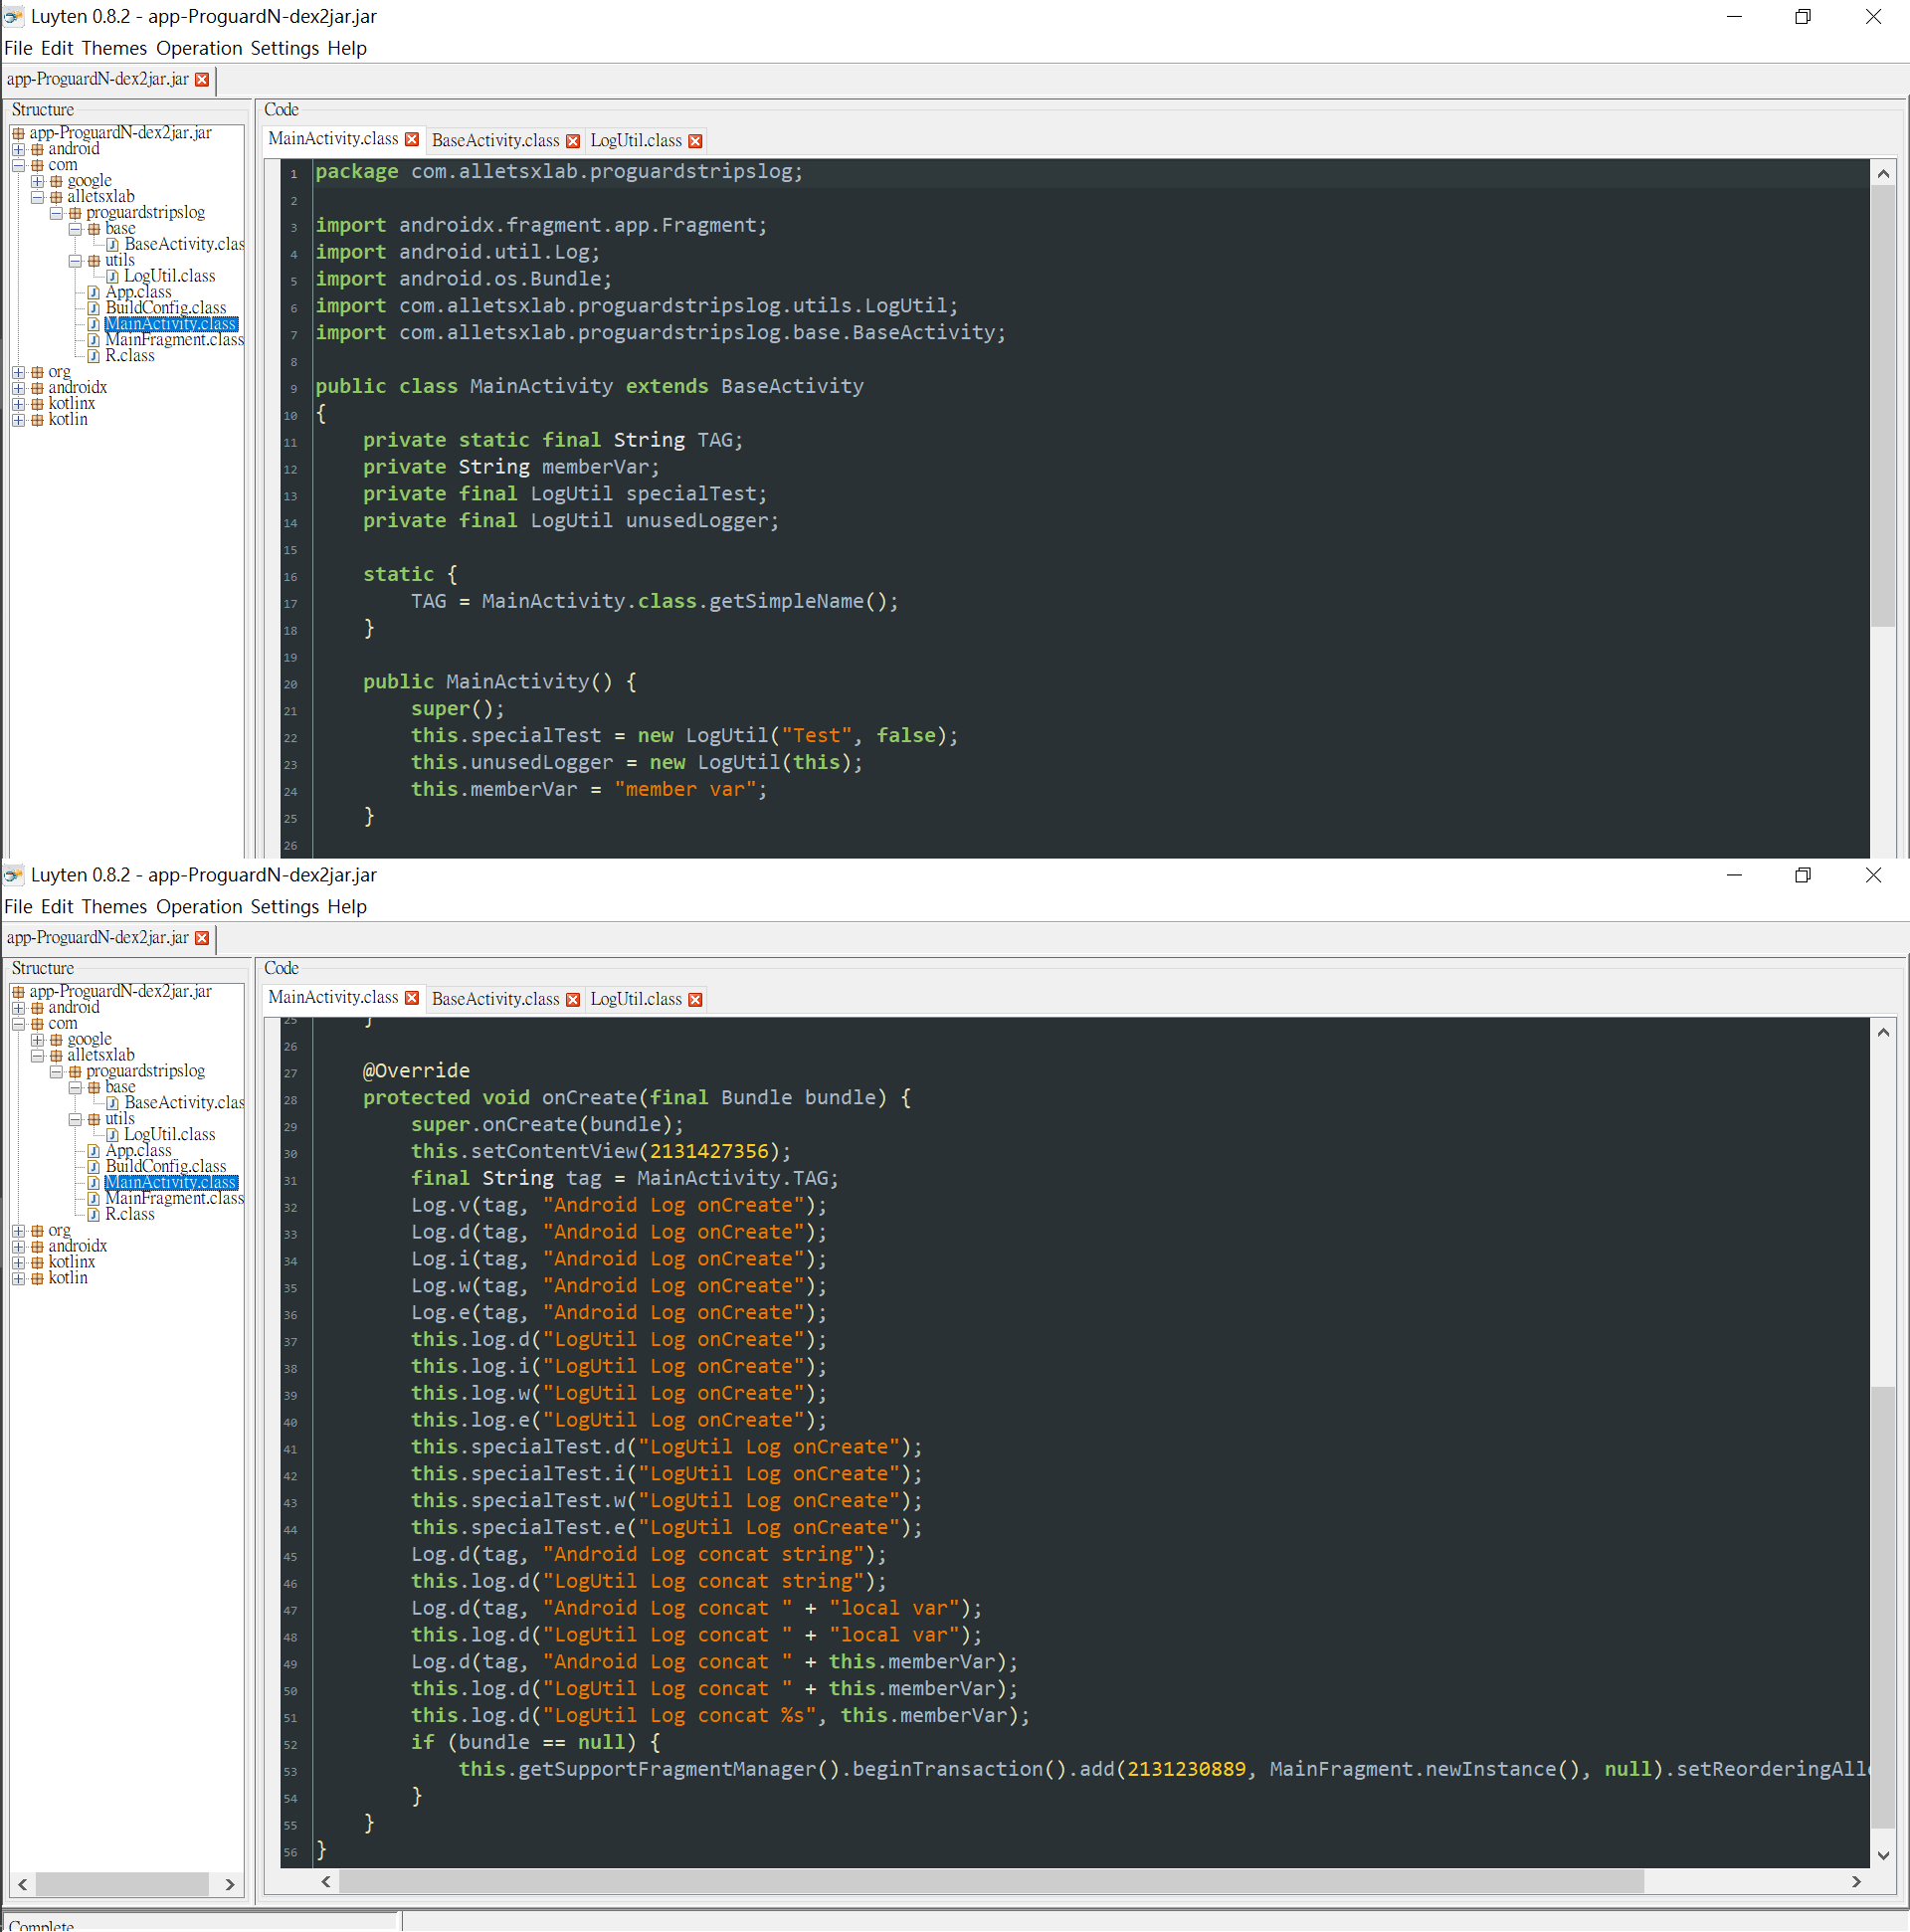 Luyten 0.8.2 - app-ProguardN-dex2jar.jar
File Edit Themes Operation Settings Help
app-ProguardN-dex2jar.jar
Structure
app-ProguardN-dex2jar.jar
android
com
google
alletsxlab
proguardstripslog
base
BaseActivity.clas
utils
LogUtil.class
App.class
BuildConfig.class
MainActivity.class
MainFragment.class
R.class
org
androidx
kotlinx
kotlin
Code
MainActivity.class BaseActivity.class LogUtil.class
1 package com.alletsxlab.proguardstripslog;
2
3 import androidx.fragment.app.Fragment;
4 import android.util.Log;
5 import android.os.Bundle;
6 import com.alletsxlab.proguardstripslog.utils.LogUtil;
7 import com.alletsxlab.proguardstripslog.base.BaseActivity;
8
9 public class MainActivity extends BaseActivity
10 {
11 private static final String TAG;
12 private String memberVar;
13 private final LogUtil specialTest;
14 private final LogUtil unusedLogger;
15
16 static {
17 TAG = MainActivity.class.getSimpleName();
18 }
19
20 public MainActivity() {
21 super();
22 this.specialTest = new LogUtil("Test", false);
23 this.unusedLogger = new LogUtil(this);
24 this.memberVar = "member var";
25 }
26
Luyten 0.8.2 - app-ProguardN-dex2jar.jar
File Edit Themes Operation Settings Help
app-ProguardN-dex2jar.jar
Structure
app-ProguardN-dex2jar.jar
android
com
google
alletsxlab
proguardstripslog
base
BaseActivity.clas
utils
LogUtil.class
App.class
BuildConfig.class
MainActivity.class
MainFragment.class
R.class
org
androidx
kotlinx
kotlin
Code
MainActivity.class BaseActivity.class LogUtil.class
25 }
26
27 @Override
28 protected void onCreate(final Bundle bundle) {
29 super.onCreate(bundle);
30 this.setContentView(2131427356);
31 final String tag = MainActivity.TAG;
32 Log.v(tag, "Android Log onCreate");
33 Log.d(tag, "Android Log onCreate");
34 Log.i(tag, "Android Log onCreate");
35 Log.w(tag, "Android Log onCreate");
36 Log.e(tag, "Android Log onCreate");
37 this.log.d("LogUtil Log onCreate");
38 this.log.i("LogUtil Log onCreate");
39 this.log.w("LogUtil Log onCreate");
40 this.log.e("LogUtil Log onCreate");
41 this.specialTest.d("LogUtil Log onCreate");
42 this.specialTest.i("LogUtil Log onCreate");
43 this.specialTest.w("LogUtil Log onCreate");
44 this.specialTest.e("LogUtil Log onCreate");
45 Log.d(tag, "Android Log concat string");
46 this.log.d("LogUtil Log concat string");
47 Log.d(tag, "Android Log concat " + "local var");
48 this.log.d("LogUtil Log concat " + "local var");
49 Log.d(tag, "Android Log concat " + this.memberVar);
50 this.log.d("LogUtil Log concat " + this.memberVar);
51 this.log.d("LogUtil Log concat %s", this.memberVar);
52 if (bundle == null) {
53 this.getSupportFragmentManager().beginTransaction().add(2131230889, MainFragment.newInstance(), null).setReorderingAll
54 }
55 }
56 }
Complete